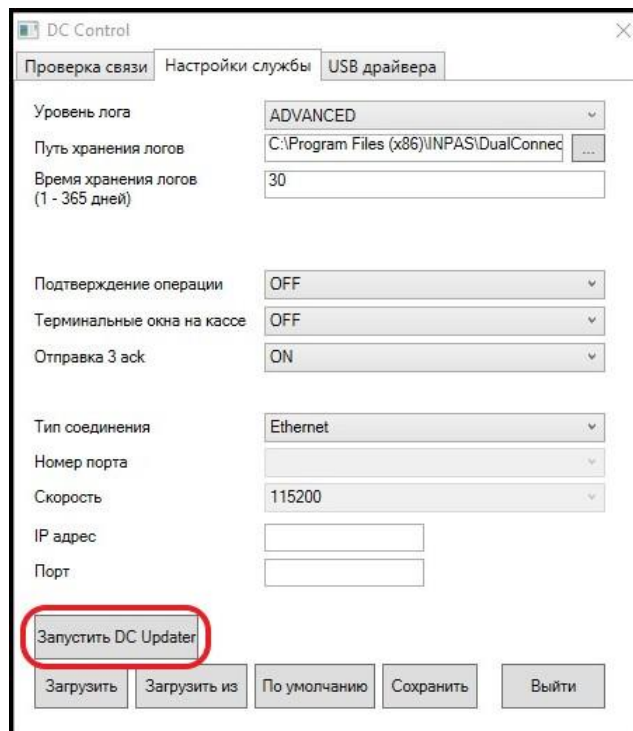 DC Control
Проверка связи Настройки службы USB драйвера
Уровень лога ADVANCED
Путь хранения логов C:\Program Files (x86)\INPAS\DualConnec ...
Время хранения логов 30
(1 - 365 дней)
Подтверждение операции OFF
Терминальные окна на кассе OFF
Отправка 3 ack ON
Тип соединения Ethernet
Номер порта
Скорость 115200
IP адрес
Порт
Запустить DC Updater
Загрузить Загрузить из По умолчанию Сохранить Выйти